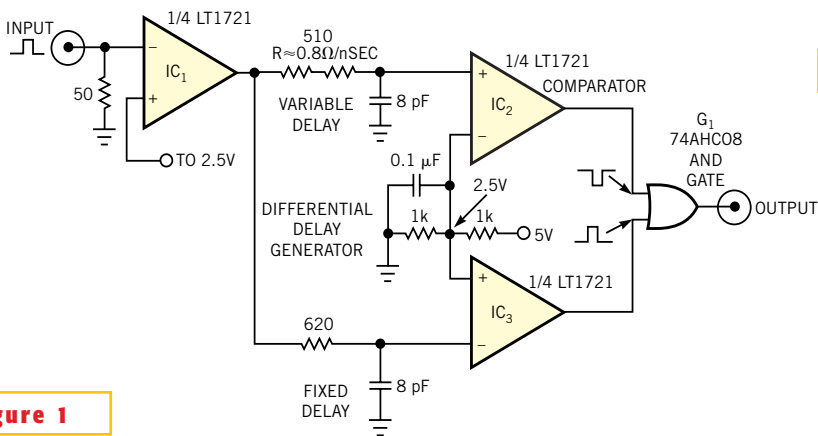 1/4 LT1721
INPUT
IC1
−
+
50
TO 2.5V
510
R≈0.8Ω/nSEC
VARIABLE
DELAY
8 pF
1/4 LT1721
COMPARATOR
+
IC2
−
0.1 μF
2.5V
DIFFERENTIAL
DELAY
GENERATOR
1k
1k
5V
G1
74AHC08
AND
GATE
OUTPUT
+
1/4 LT1721
IC3
−
620
FIXED
DELAY
8 pF
gure 1